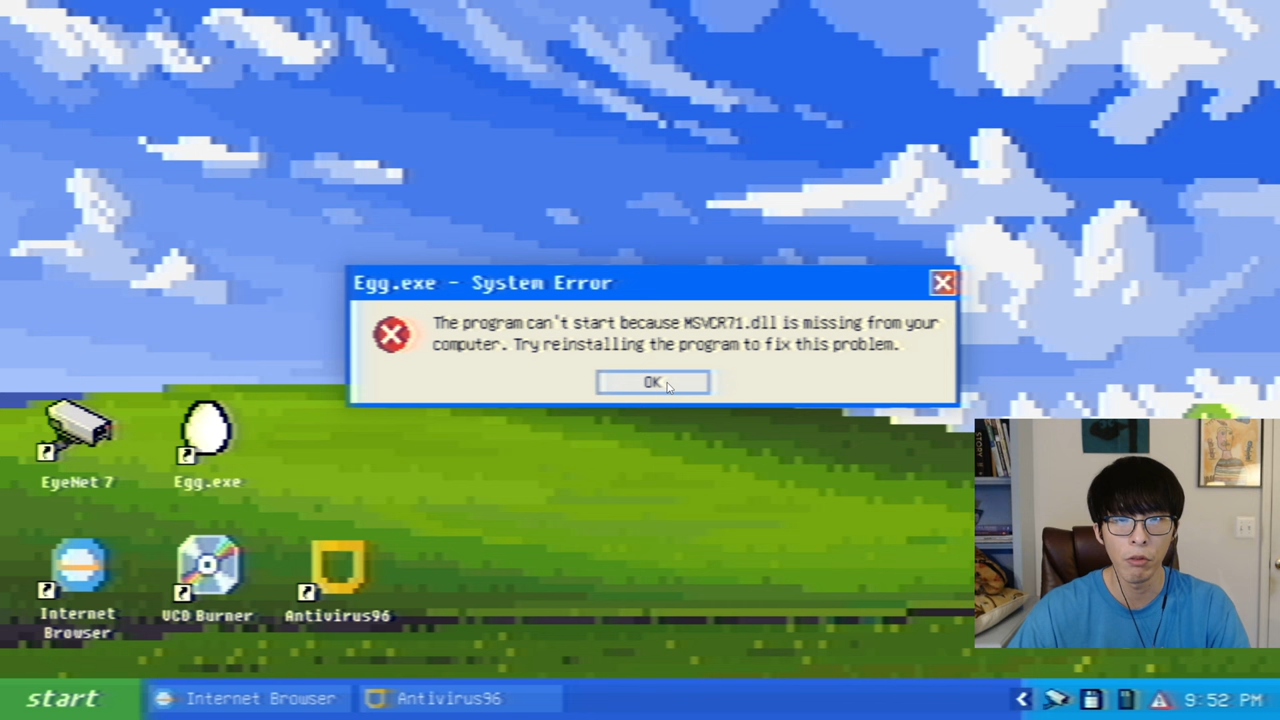 Egg.exe - System Error
The program can't start because MSVCR71.dll is missing from your
computer. Try reinstalling the program to fix this problem.
OK
EyeNet 7
Egg.exe
Internet
Browser
VCD Burner
Antivirus96
STORY
start
Internet Browser
Antivirus96
9:52 PM